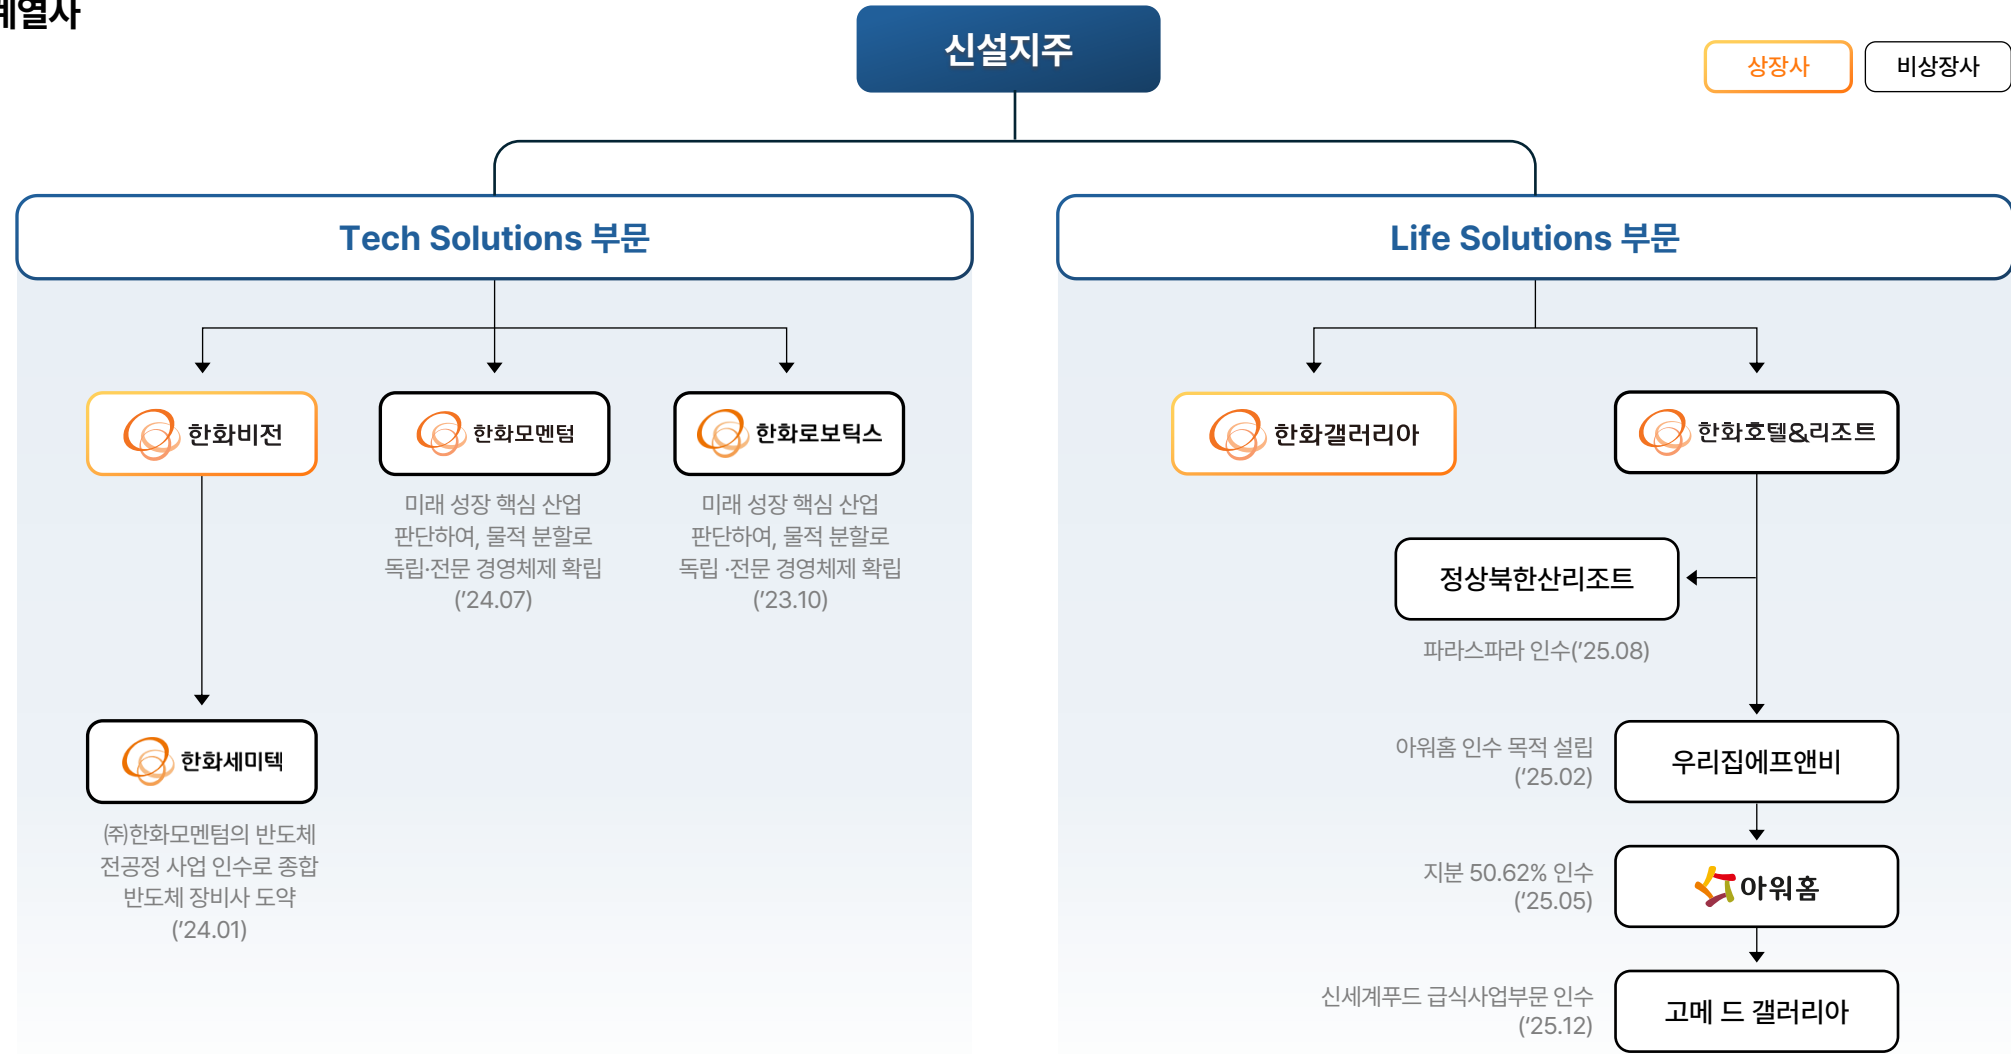 계열사
신설지주
상장사
비상장사
Tech Solutions 부문
Life Solutions 부문
한화비전
한화모멘텀
한화로보틱스
한화갤러리아
한화호텔&리조트
미래 성장 핵심 산업
판단하여, 물적 분할로
독립·전문 경영체제 확립
(’24.07)
미래 성장 핵심 산업
판단하여, 물적 분할로
독립 ·전문 경영체제 확립
(’23.10)
정상북한산리조트
파라스파라 인수(’25.08)
한화세미텍
㈜한화모멘텀의 반도체
전공정 사업 인수로 종합
반도체 장비사 도약
(’24.01)
아워홈 인수 목적 설립
(‘25.02)
우리집에프앤비
지분 50.62% 인수
(‘25.05)
아워홈
신세계푸드 급식사업부문 인수
(‘25.12)
고메 드 갤러리아